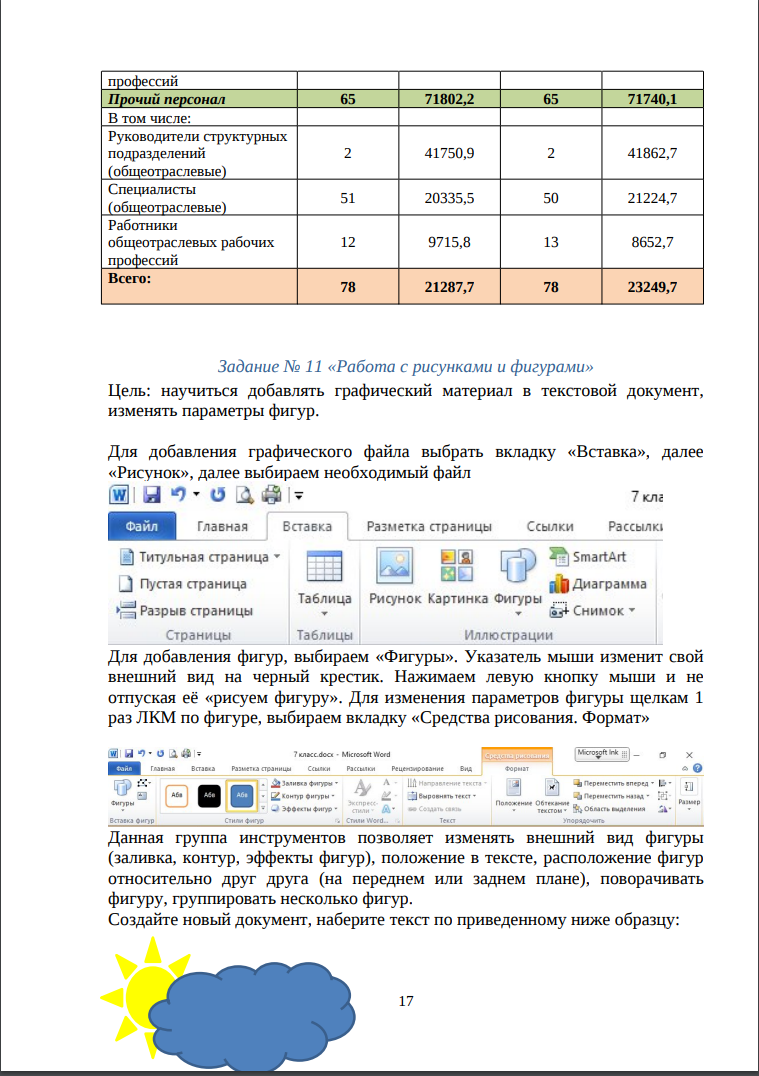 профессий
Прочий персонал 65 71802,2 65 71740,1
В том числе:
Руководители структурных
подразделений 2 41750,9 2 41862,7
(общеотраслевые)
Специалисты 51 20335,5 50 21224,7
(общеотраслевые)
Работники
общеотраслевых рабочих 12 9715,8 13 8652,7
профессий
Всего: 78 21287,7 78 23249,7
Задание № 11 «Работа с рисунками и фигурами»
Цель: научиться добавлять графический материал в текстовой документ,
изменять параметры фигур.
Для добавления графического файла выбрать вкладку «Вставка», далее
«Рисунок», далее выбираем необходимый файл
7 кла
Файл Главная Вставка Разметка страницы Ссылки Рассылки
Титульная страница
Пустая страница
Разрыв страницы
Страницы
Таблица
Таблицы
Рисунок Картинка Фигуры
SmartArt
Диаграмма
Снимок
Иллюстрации
Для добавления фигур, выбираем «Фигуры». Указатель мыши изменит свой
внешний вид на черный крестик. Нажимаем левую кнопку мыши и не
отпуская её «рисуем фигуру». Для изменения параметров фигуры щелкам 1
раз ЛКМ по фигуре, выбираем вкладку «Средства рисования. Формат»
7 класс.docx - Microsoft Word Средства рисования Microsoft Ink
Файл Главная Вставка Разметка страницы Ссылки Рассылки Рецензирование Вид Формат
Фигуры
Вставка фигур
Абв Абв Абв
Заливка фигуры
Контур фигуры
Эффекты фигур
Стили фигур
Экспресс-
стили
Стили Word...
Направление текста
Выровнять текст
Создать связь
Текст
Положение Обтекание
текстом
Переместить вперед
Переместить назад
Область выделения
Упорядочить
Размер
Данная группа инструментов позволяет изменять внешний вид фигуры
(заливка, контур, эффекты фигур), положение в тексте, расположение фигур
относительно друг друга (на переднем или заднем плане), поворачивать
фигуру, группировать несколько фигур.
Создайте новый документ, наберите текст по приведенному ниже образцу:
17